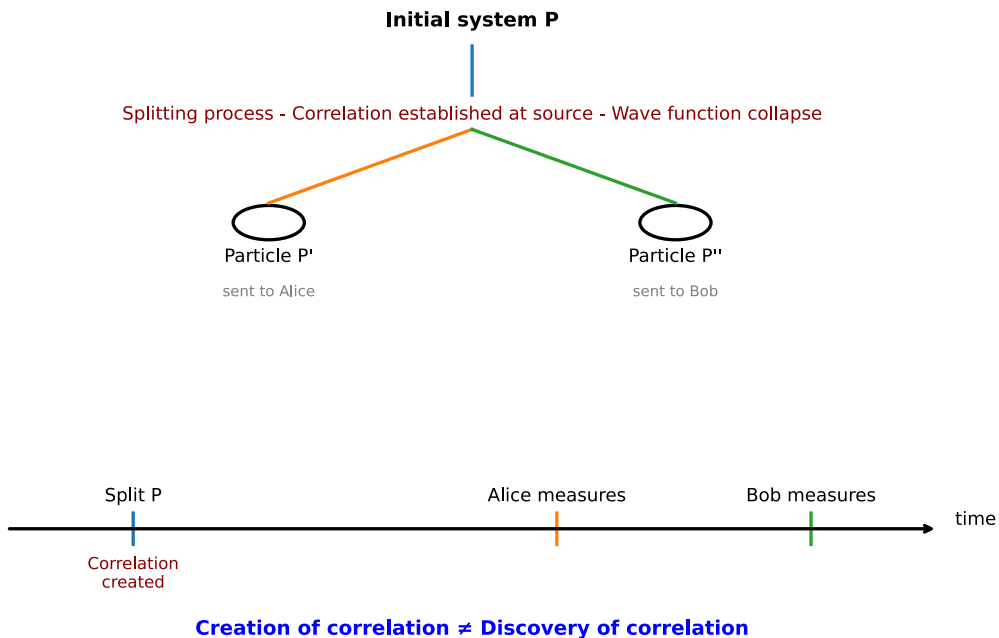 Initial system P
Splitting process - Correlation established at source - Wave function collapse
Particle P'
sent to Alice
Particle P''
sent to Bob
Split P
Alice measures
Bob measures
time
Correlation
created
Creation of correlation ≠ Discovery of correlation